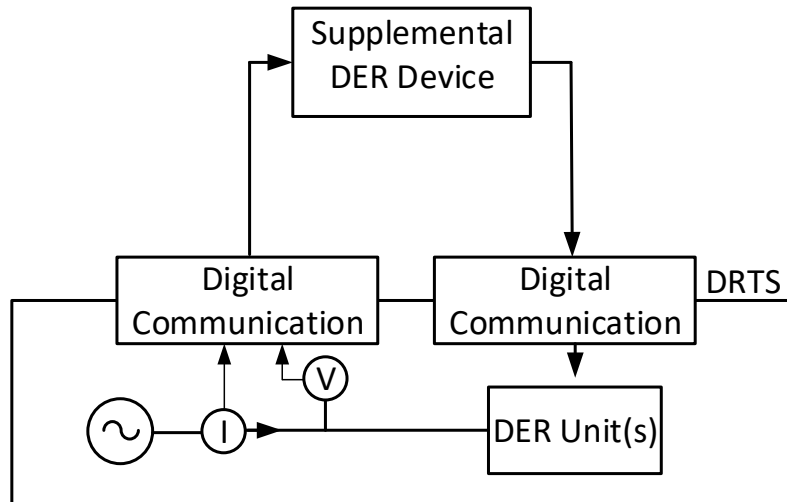 Supplemental
DER Device
Digital
Communication
Digital
Communication
DRTS
V
I
DER Unit(s)